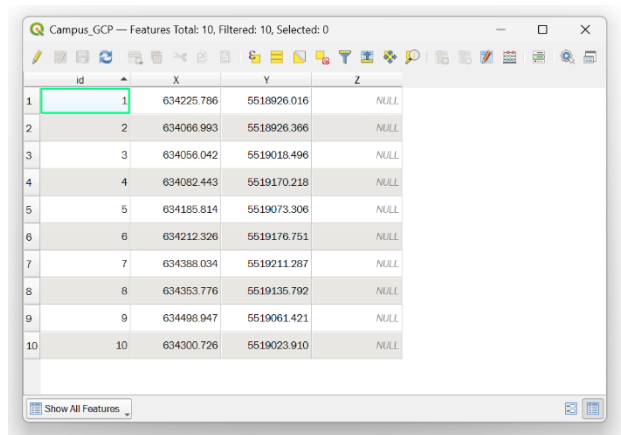 Campus_GCP — Features Total: 10, Filtered: 10, Selected: 0
id X Y Z
1 1 634225.786 5518926.016 NULL
2 2 634066.993 5518926.366 NULL
3 3 634056.042 5519018.496 NULL
4 4 634082.443 5519170.218 NULL
5 5 634185.814 5519073.306 NULL
6 6 634212.326 5519176.751 NULL
7 7 634388.034 5519211.287 NULL
8 8 634353.776 5519135.792 NULL
9 9 634498.947 5519061.421 NULL
10 10 634300.726 5519023.910 NULL
Show All Features